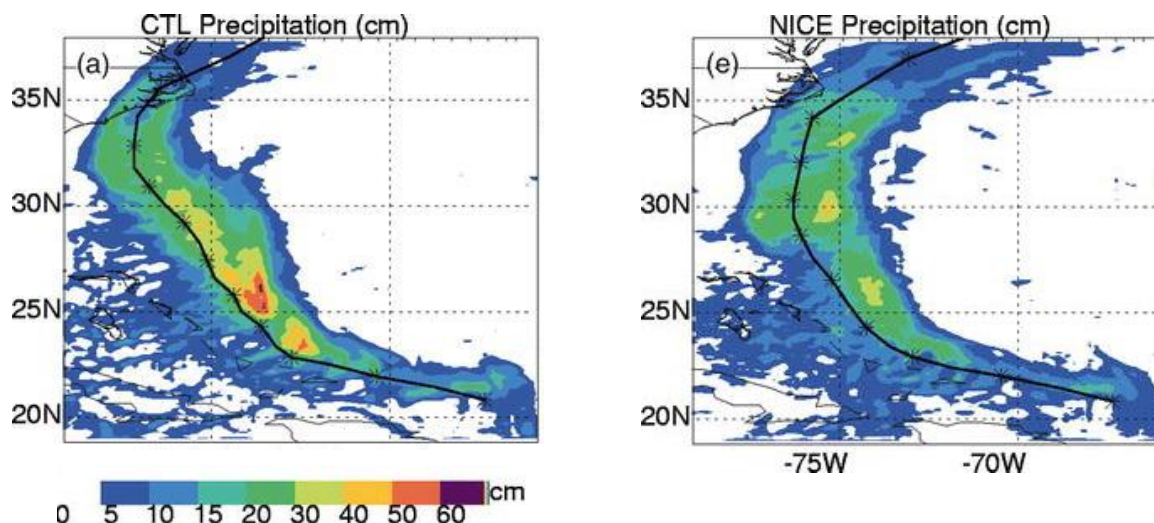 CTL Precipitation (cm)
NICE Precipitation (cm)
(a)
(e)
35N
30N
25N
20N
35N
30N
25N
20N
-75W
-70W
cm
0 5 10 15 20 30 40 50 60